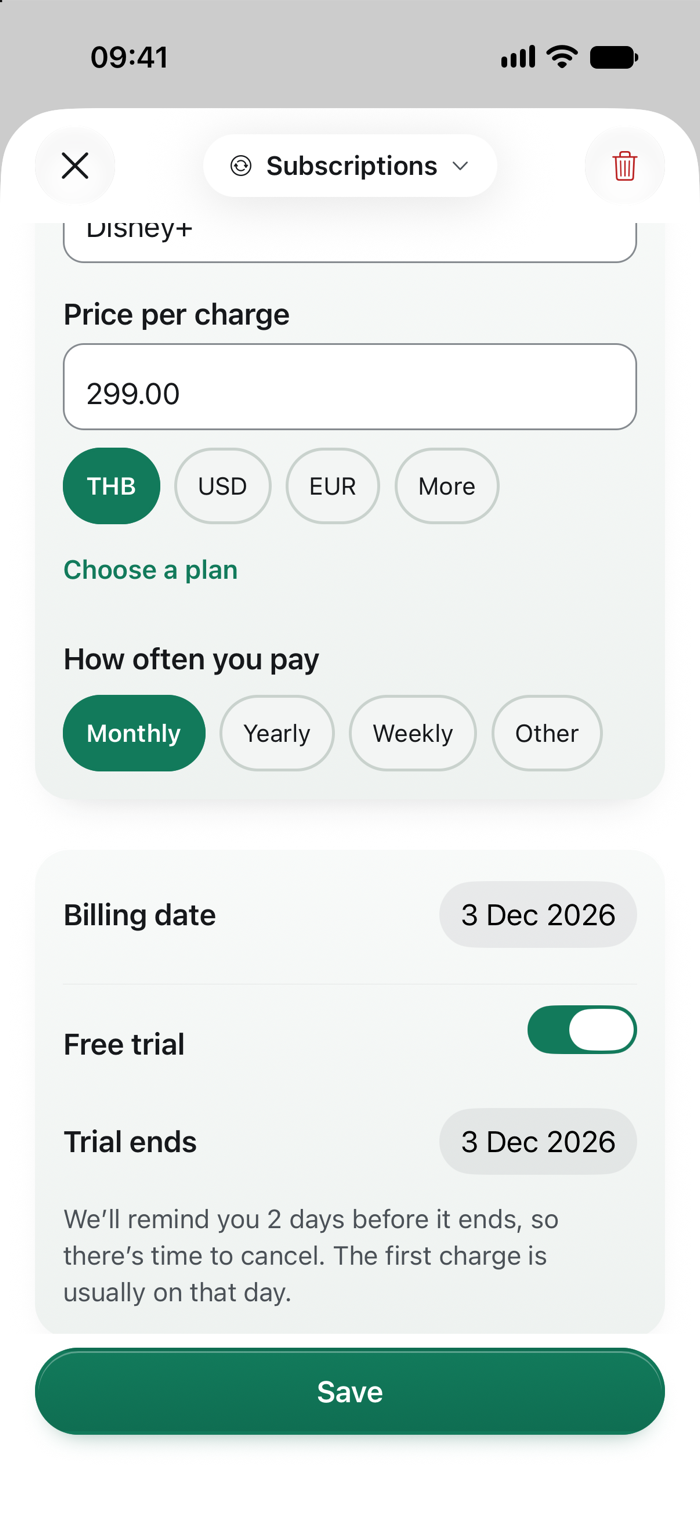 09:41
Subscriptions
Disney+
Price per charge
299.00
THB USD EUR More
Choose a plan
How often you pay
Monthly Yearly Weekly Other
Billing date 3 Dec 2026
Free trial
Trial ends 3 Dec 2026
We’ll remind you 2 days before it ends, so
there’s time to cancel. The first charge is
usually on that day.
Save